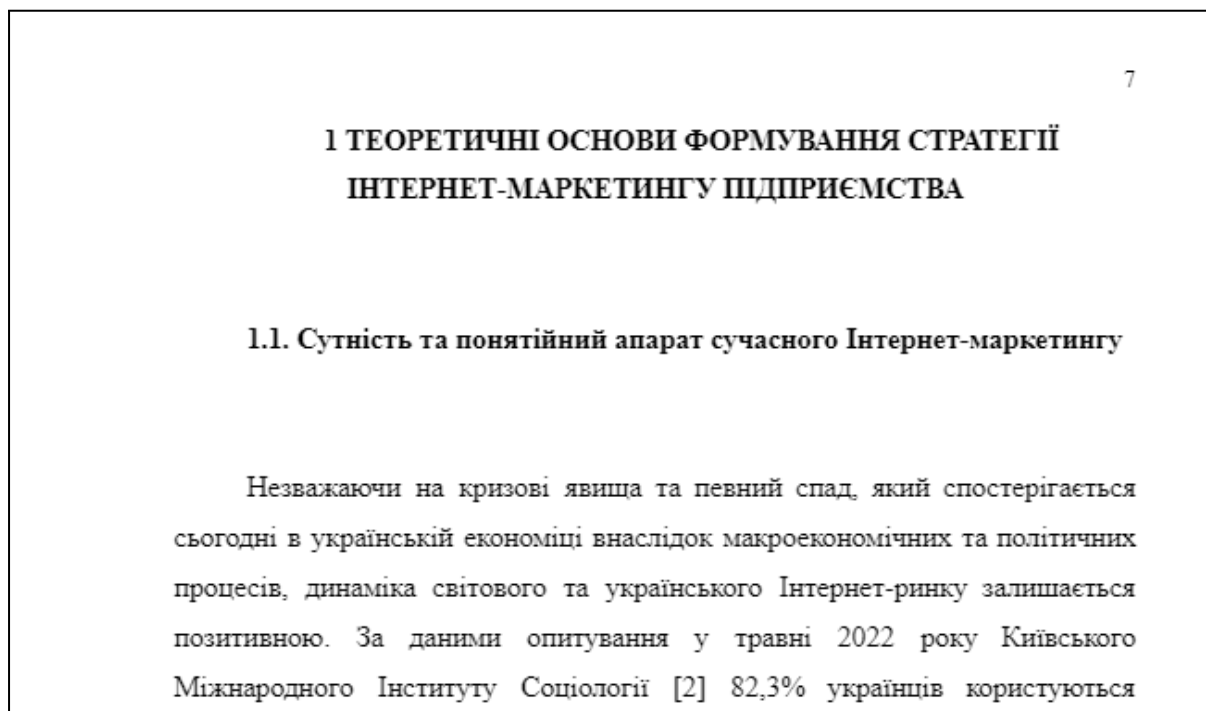 7
1 ТЕОРЕТИЧНІ ОСНОВИ ФОРМУВАННЯ СТРАТЕГІЇ
ІНТЕРНЕТ-МАРКЕТИНГУ ПІДПРИЄМСТВА
1.1. Сутність та понятійний апарат сучасного Інтернет-маркетингу
Незважаючи на кризові явища та певний спад, який спостерігається
сьогодні в українській економіці внаслідок макроекономічних та політичних
процесів, динаміка світового та українського Інтернет-ринку залишається
позитивною. За даними опитування у травні 2022 року Київського
Міжнародного Інституту Соціології [2] 82,3% українців користуються